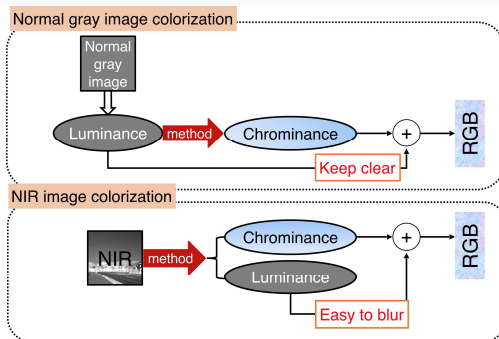 Normal gray image colorization
Normal
gray
image
Luminance
method
Chrominance
+
RGB
Keep clear
NIR image colorization
NIR
method
Chrominance
Luminance
+
RGB
Easy to blur